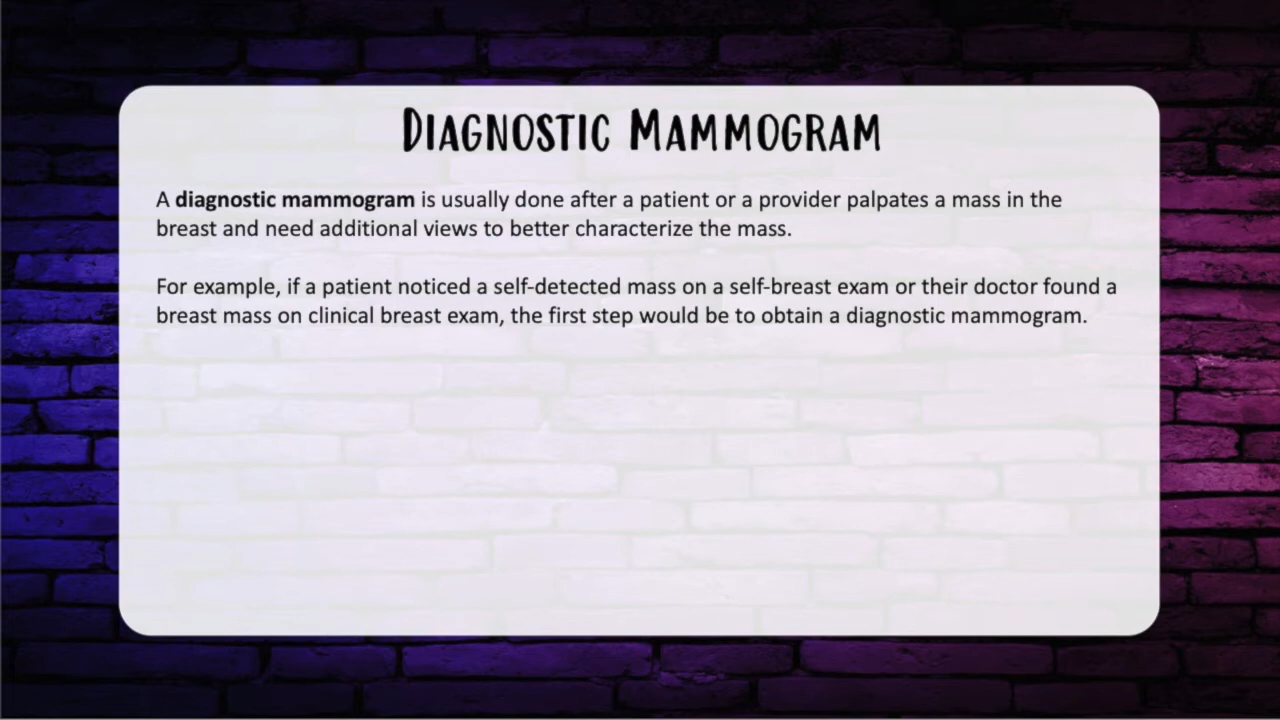 Diagnostic Mammogram
A diagnostic mammogram is usually done after a patient or a provider palpates a mass in the
breast and need additional views to better characterize the mass.
For example, if a patient noticed a self-detected mass on a self-breast exam or their doctor found a
breast mass on clinical breast exam, the first step would be to obtain a diagnostic mammogram.